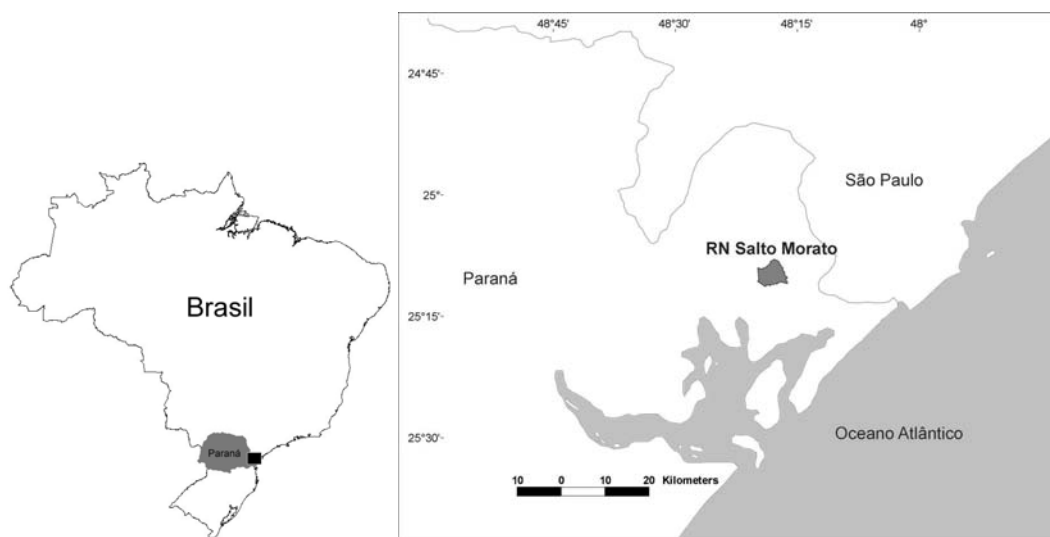 Brasil
Paraná
48°45'
48°30'
48°15'
48°
24°45'
25°
25°15'
25°30'
São Paulo
RN Salto Morato
Paraná
Oceano Atlântico
10 0 10 20 Kilometers